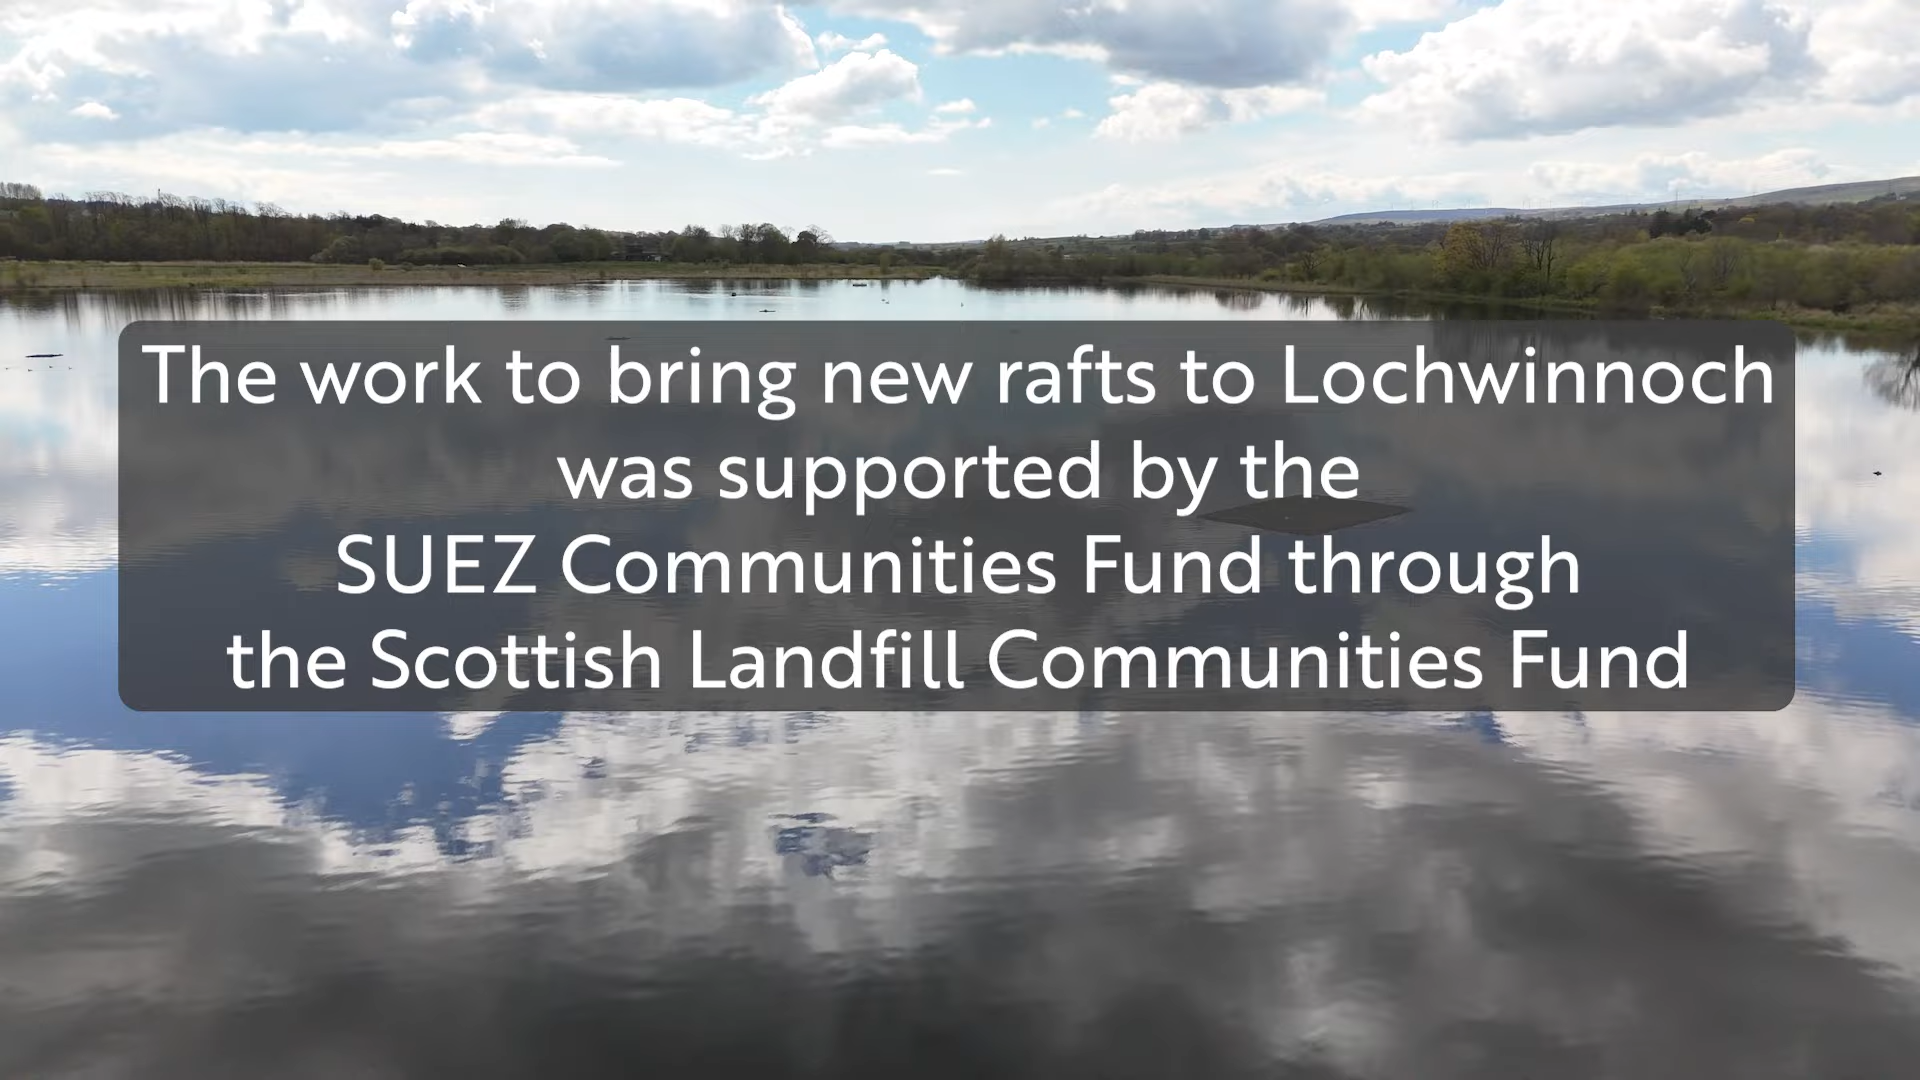 The work to bring new rafts to Lochwinnoch
was supported by the
SUEZ Communities Fund through
the Scottish Landfill Communities Fund